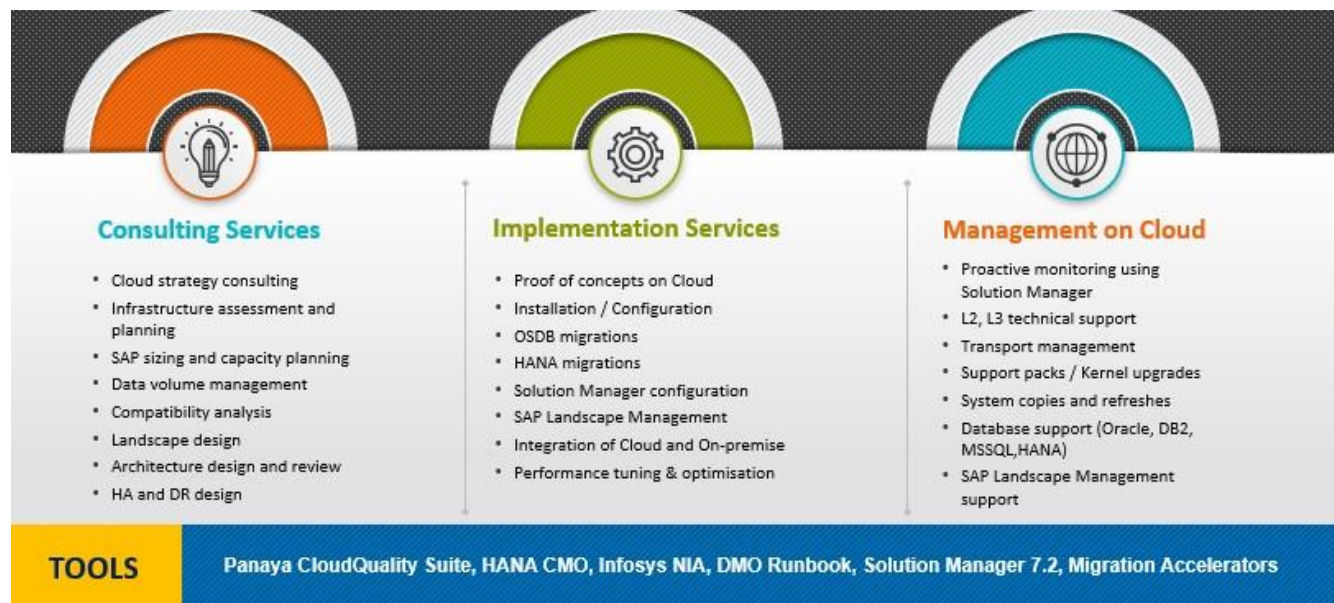 Consulting Services
• Cloud strategy consulting
• Infrastructure assessment and
planning
• SAP sizing and capacity planning
• Data volume management
• Compatibility analysis
• Landscape design
• Architecture design and review
• HA and DR design
Implementation Services
• Proof of concepts on Cloud
• Installation / Configuration
• OSDB migrations
• HANA migrations
• Solution Manager configuration
• SAP Landscape Management
• Integration of Cloud and On-premise
• Performance tuning & optimisation
Management on Cloud
• Proactive monitoring using
Solution Manager
• L2, L3 technical support
• Transport management
• Support packs / Kernel upgrades
• System copies and refreshes
• Database support (Oracle, DB2,
MSSQL,HANA)
• SAP Landscape Management
support
TOOLS
Panaya CloudQuality Suite, HANA CMO, Infosys NIA, DMO Runbook, Solution Manager 7.2, Migration Accelerators